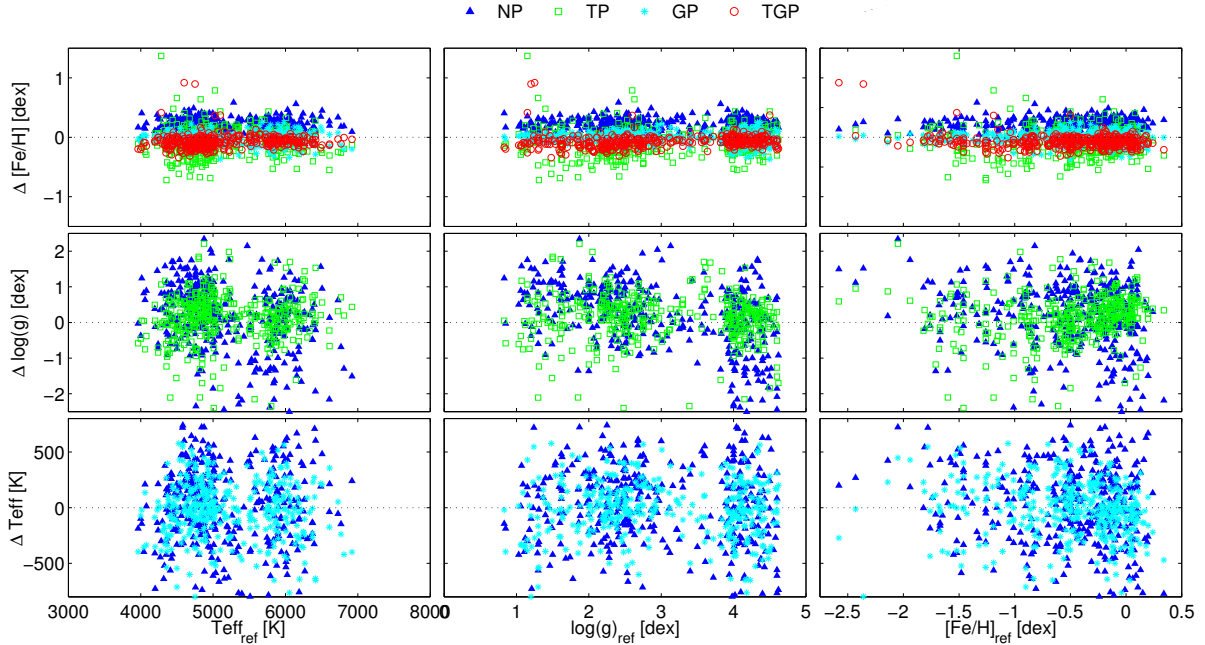 NP TP GP TGP
Δ [Fe/H] [dex]
1
0
−1
Δ log(g) [dex]
2
1
0
−1
−2
Δ Teff [K]
500
0
−500
3000 4000 5000 6000 7000 8000
0 1 2 3 4 5
−2.5 −2 −1.5 −1 −0.5 0 0.5
Teff_ref [K]
log(g)_ref [dex]
[Fe/H]_ref [dex]